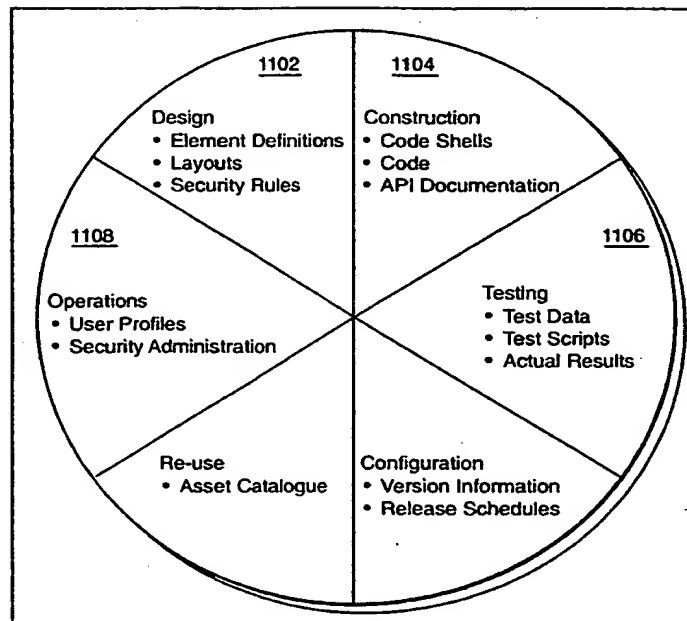 1102
Design
• Element Definitions
• Layouts
• Security Rules
1104
Construction
• Code Shells
• Code
• API Documentation
1108
Operations
• User Profiles
• Security Administration
1106
Testing
• Test Data
• Test Scripts
• Actual Results
Re-use
• Asset Catalogue
Configuration
• Version Information
• Release Schedules